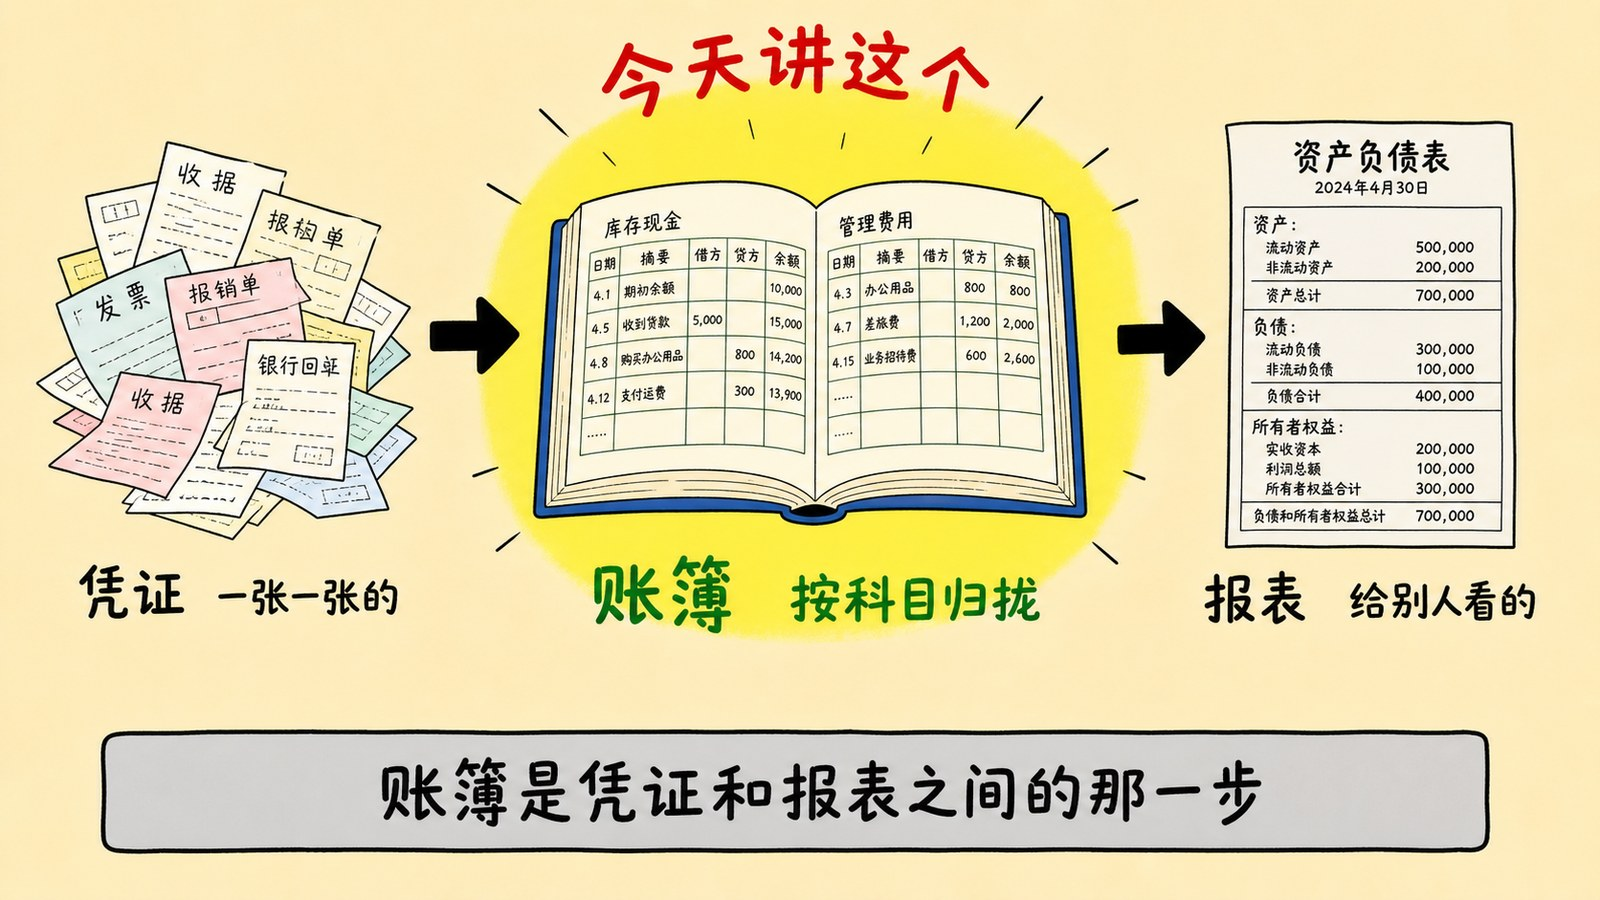 今天讲这个
收据
发票
报销单
银行回
收据
库存现金
日期 摘要 借方 贷方 余额
4.1 期初余额 10,000
4.5 收到货款 5,000 15,000
4.8 购买办公用品 800 14,200
4.12 支付运费 300 13,900
.....
管理费用
日期 摘要 借方 贷方 余额
4.3 办公用品 800 800
4.7 差旅费 1,200 2,000
4.15 业务招待费 600 2,600
.....
.....
资产负债表
2024年4月30日
资产:
流动资产 500,000
非流动资产 200,000
资产总计 700,000
负债:
流动负债 300,000
非流动负债 100,000
负债合计 400,000
所有者权益:
实收资本 200,000
利润总额 100,000
所有者权益合计 300,000
负债和所有者权益总计 700,000
凭证 一张一张的
账簿 按科目归拢
报表 给别人看的
账簿是凭证和报表之间的那一步